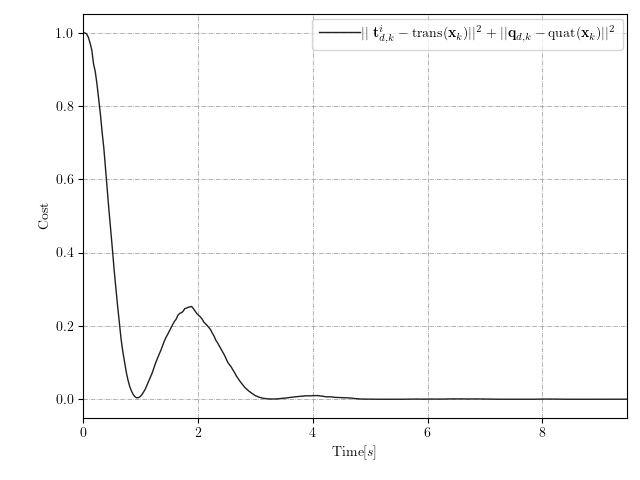 || t^i_{d,k} − trans(x_k)||² + ||q_{d,k} − quat(x_k)||²
1.0
0.8
0.6
0.4
0.2
0.0
Cost
0 2 4 6 8
Time[s]